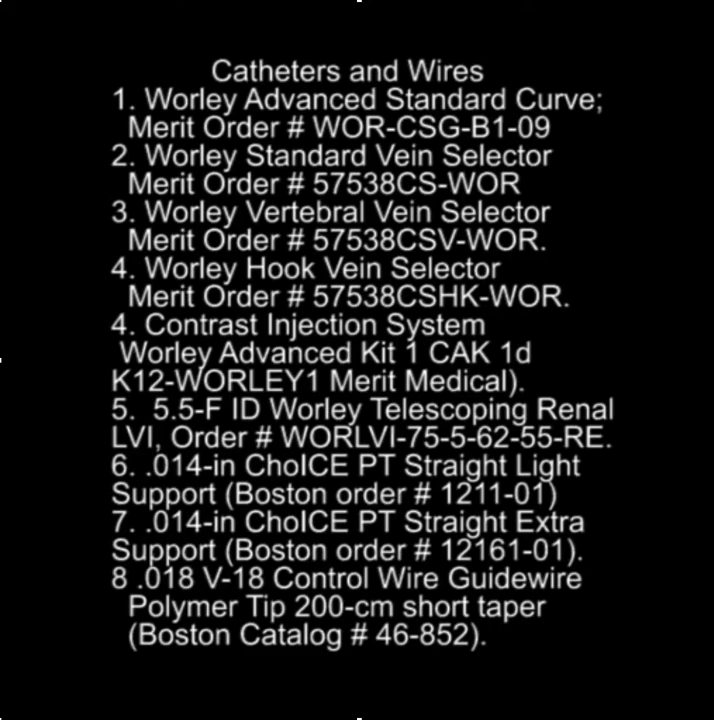 Catheters and Wires
1. Worley Advanced Standard Curve;
Merit Order # WOR-CSG-B1-09
2. Worley Standard Vein Selector
Merit Order # 57538CS-WOR
3. Worley Vertebral Vein Selector
Merit Order # 57538CSV-WOR.
4. Worley Hook Vein Selector
Merit Order # 57538CSHK-WOR.
4. Contrast Injection System
Worley Advanced Kit 1 CAK 1d
K12-WORLEY1 Merit Medical).
5.  5.5-F ID Worley Telescoping Renal
LVI, Order # WORLVI-75-5-62-55-RE.
6. .014-in ChoICE PT Straight Light
Support (Boston order # 1211-01)
7. .014-in ChoICE PT Straight Extra
Support (Boston order # 12161-01).
8 .018 V-18 Control Wire Guidewire
Polymer Tip 200-cm short taper
(Boston Catalog # 46-852).